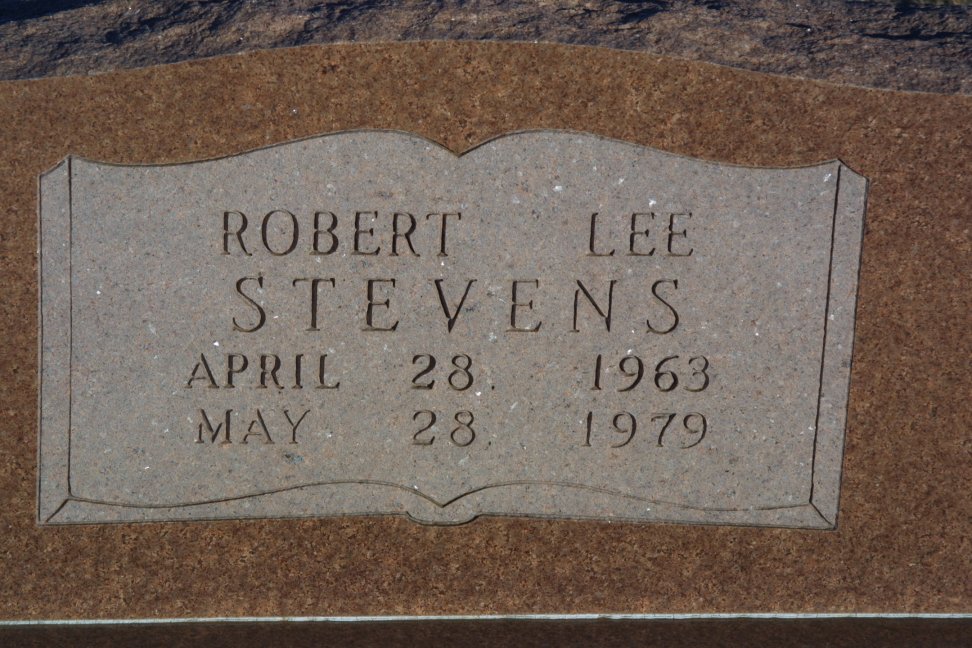 ROBERT LEE
STEVENS
APRIL 28. 1963
MAY 28 1979